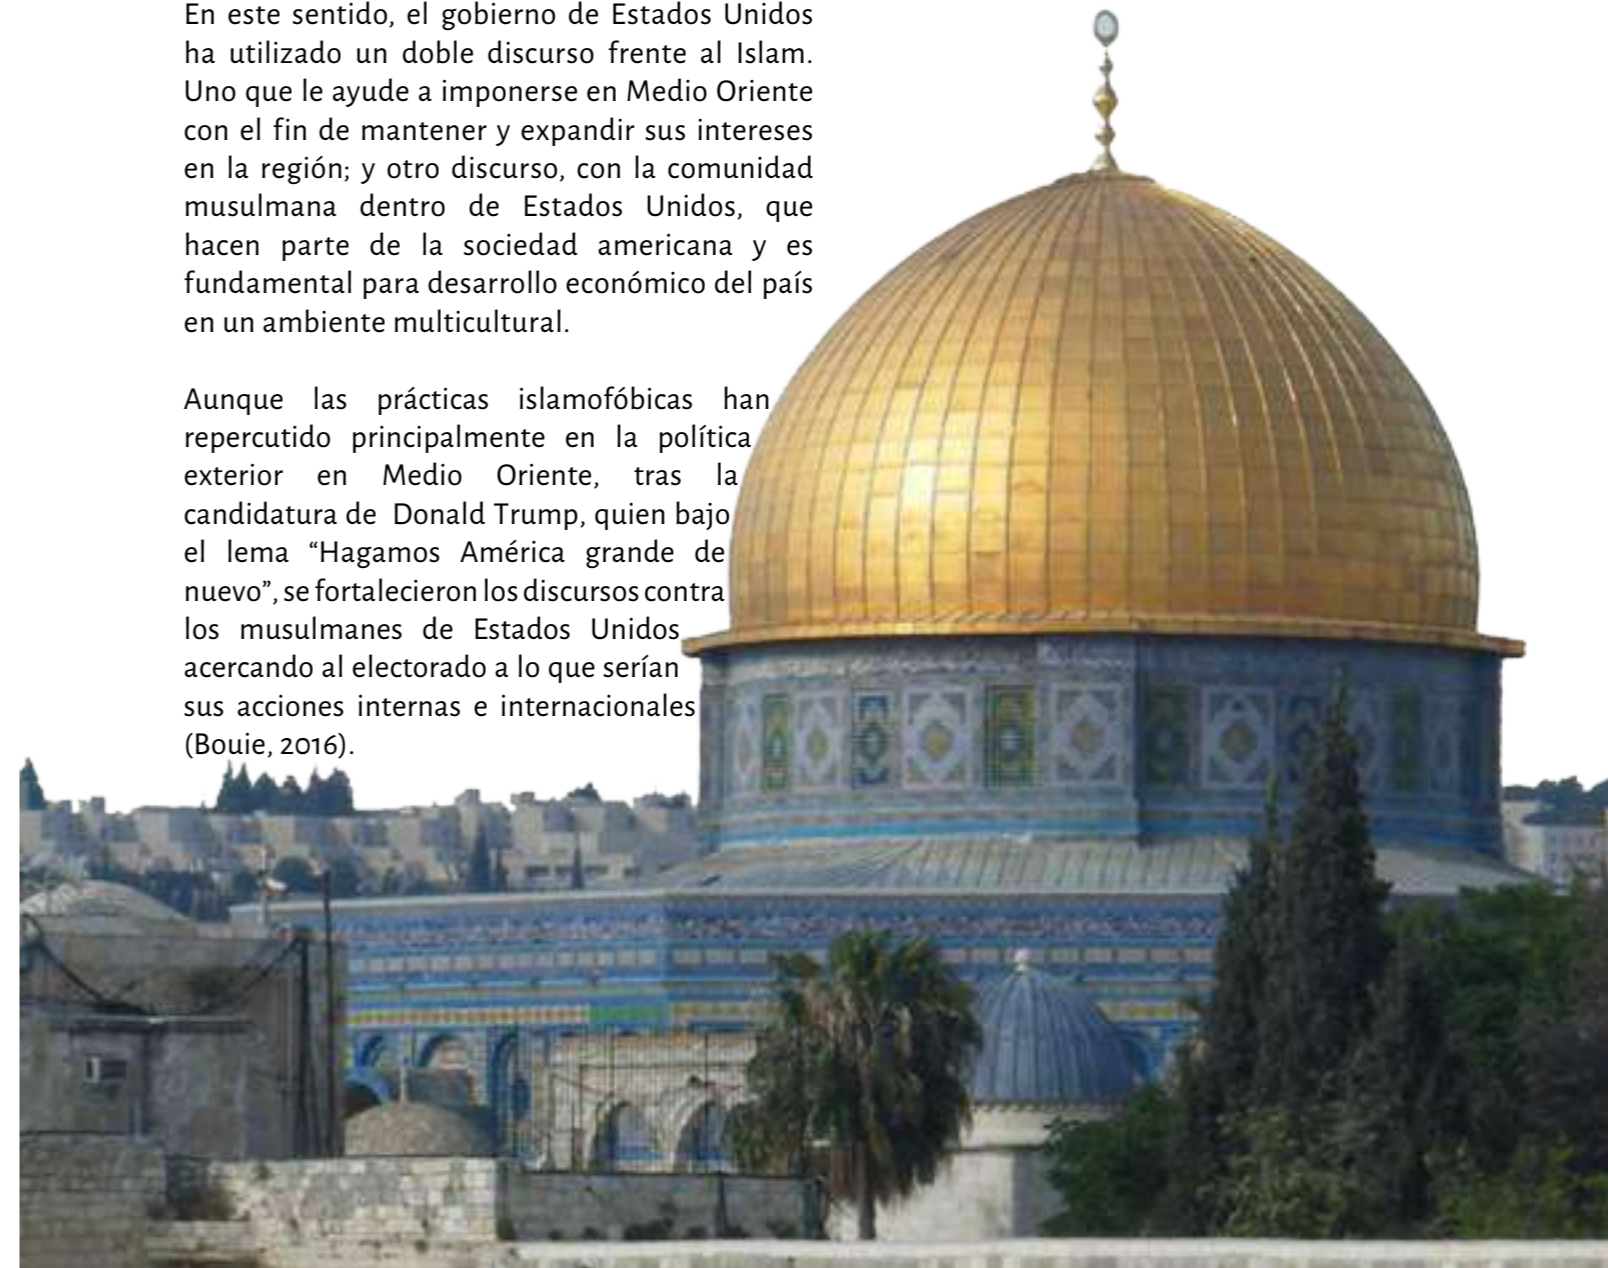 En este sentido, el gobierno de Estados Unidos
ha utilizado un doble discurso frente al Islam.
Uno que le ayude a imponerse en Medio Oriente
con el fin de mantener y expandir sus intereses
en la región; y otro discurso, con la comunidad
musulmana dentro de Estados Unidos, que
hacen parte de la sociedad americana y es
fundamental para desarrollo económico del país
en un ambiente multicultural.
Aunque las prácticas islamofóbicas han
repercutido principalmente en la política
exterior en Medio Oriente, tras la
candidatura de Donald Trump, quien bajo
el lema “Hagamos América grande de
nuevo”, se fortalecieron los discursos contra
los musulmanes de Estados Unidos
acercando al electorado a lo que serían
sus acciones internas e internacionales
(Bouie, 2016).